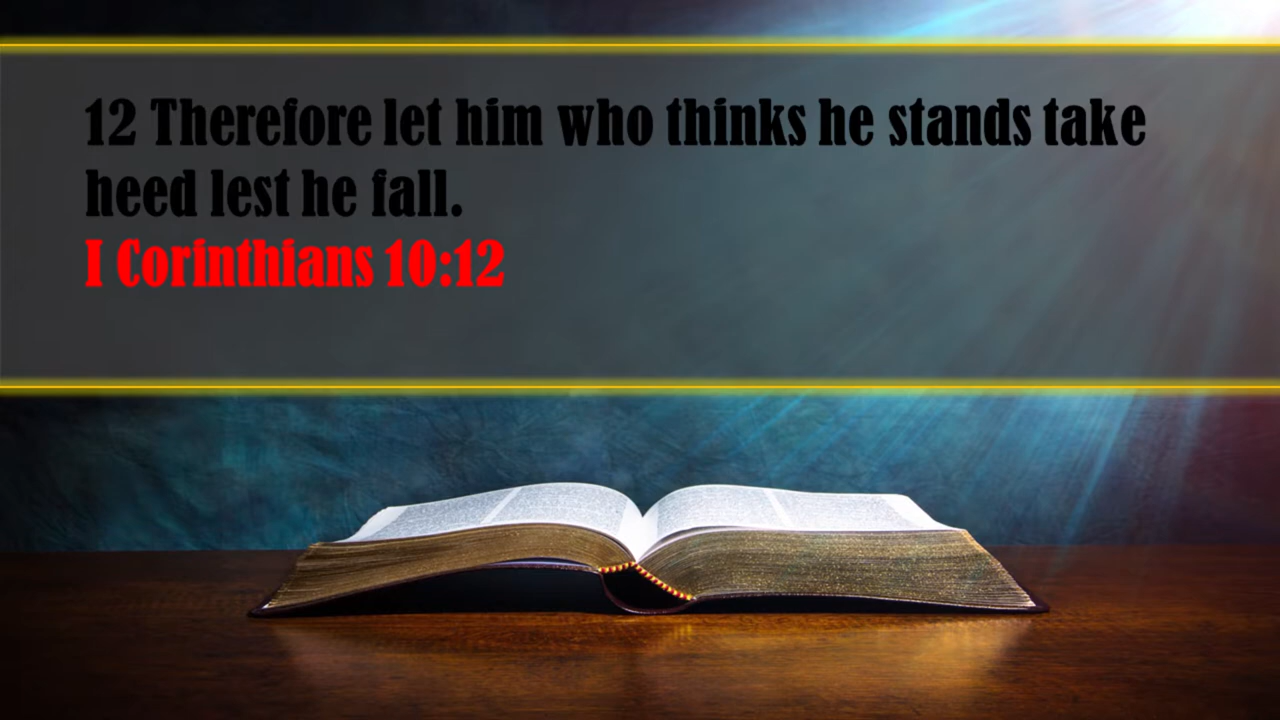 12 Therefore let him who thinks he stands take
heed lest he fall.
I Corinthians 10:12